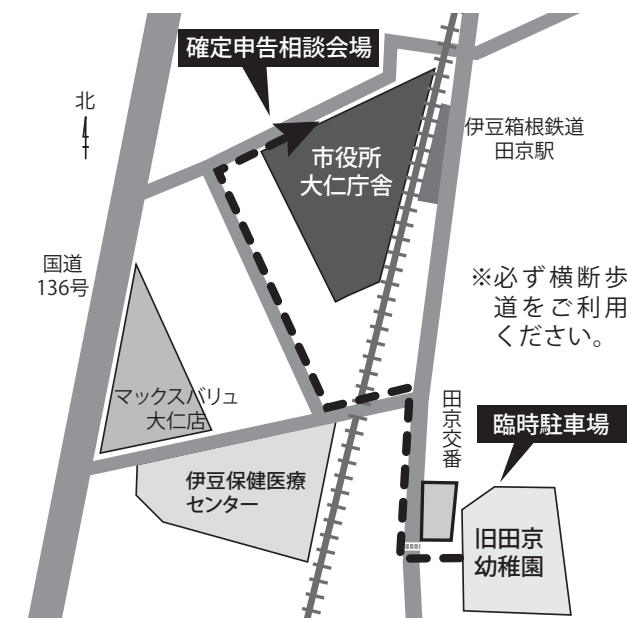 確定申告相談会場
北
伊豆箱根鉄道
田京駅
市役所
大仁庁舎
国道
136号
※必ず横断歩
道をご利用
ください。
マックスバリュ
大仁店
田京交番
臨時駐車場
伊豆保健医療
センター
旧田京
幼稚園